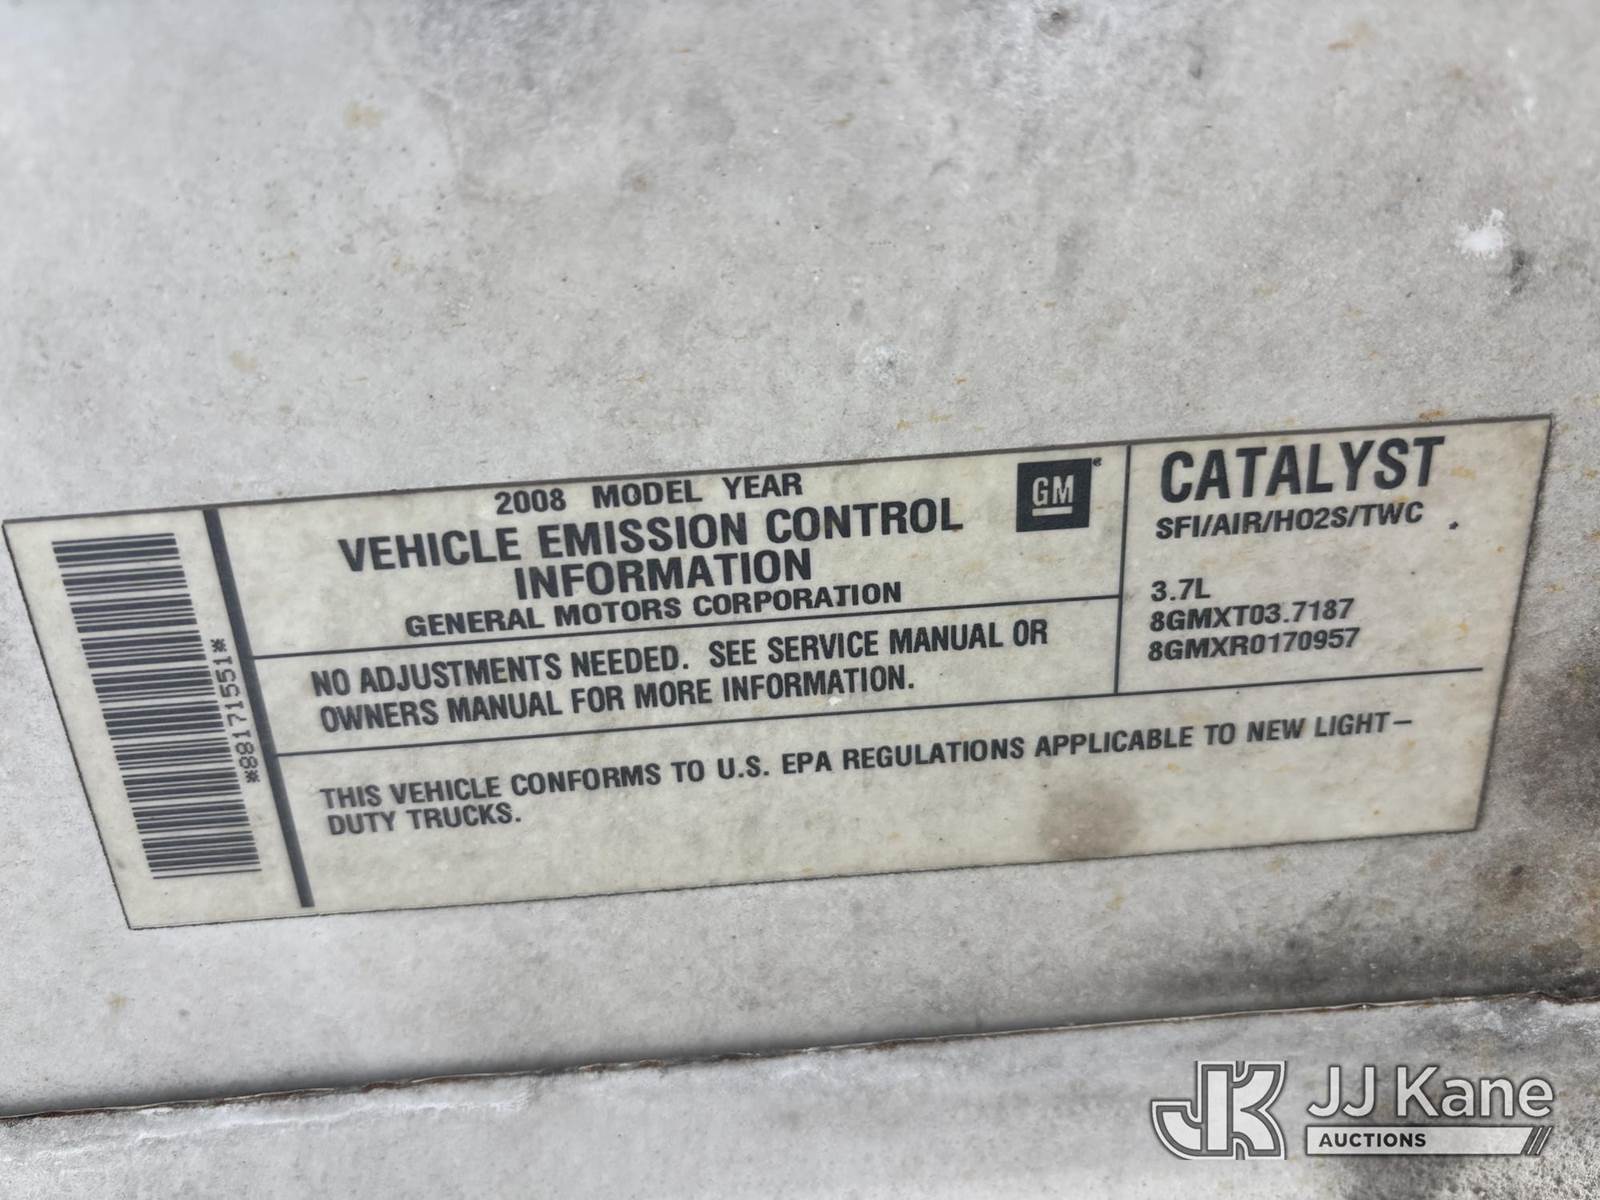 2008 MODEL YEAR
VEHICLE EMISSION CONTROL
INFORMATION
GENERAL MOTORS CORPORATION
GM
NO ADJUSTMENTS NEEDED. SEE SERVICE MANUAL OR
OWNERS MANUAL FOR MORE INFORMATION.
THIS VEHICLE CONFORMS TO U.S. EPA REGULATIONS APPLICABLE TO NEW LIGHT-
DUTY TRUCKS.
CATALYST
SFI/AIR/HO2S/TWC
3.7L
8GMXT03.7187
8GMXR0170957
*88171551*
JK JJ Kane
AUCTIONS